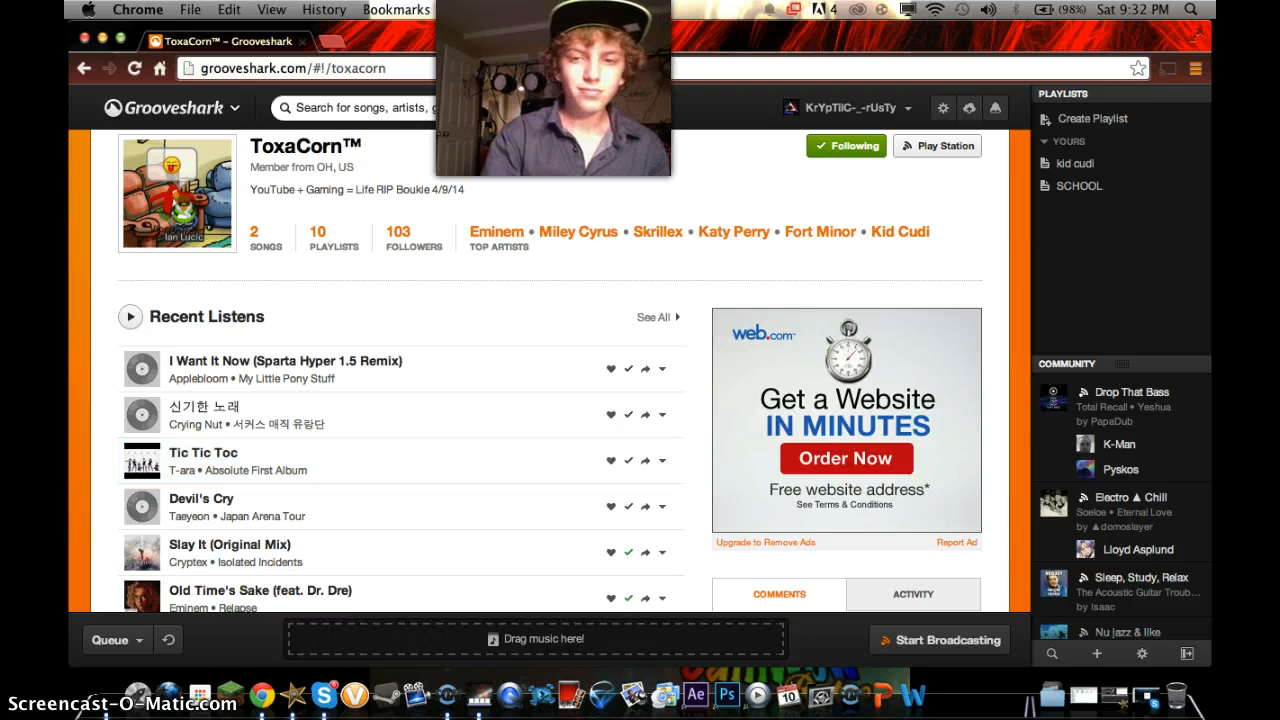 Chrome File Edit View History Bookmarks
4 (98%) Sat 9:32 PM
ToxaCorn™ – Grooveshark
grooveshark.com/#!/toxacorn
Grooveshark
Search for songs, artists, g
KrYpTiiC-_-rUsTy
ToxaCorn™
Member from OH, US
YouTube + Gaming = Life RIP Boukie 4/9/14
Following
Play Station
Ian Lucic
2 SONGS
10 PLAYLISTS
103 FOLLOWERS
Eminem • Miley Cyrus • Skrillex • Katy Perry • Fort Minor • Kid Cudi
TOP ARTISTS
Recent Listens
See All
I Want It Now (Sparta Hyper 1.5 Remix)
Applebloom • My Little Pony Stuff
신기한 노래
Crying Nut • 서커스 매직 유랑단
Tic Tic Toc
T-ara • Absolute First Album
Devil's Cry
Taeyeon • Japan Arena Tour
Slay It (Original Mix)
Cryptex • Isolated Incidents
Old Time's Sake (feat. Dr. Dre)
Eminem • Relapse
web.com
Get a Website
IN MINUTES
Order Now
Free website address*
See Terms & Conditions
Upgrade to Remove Ads
Report Ad
COMMENTS
ACTIVITY
PLAYLISTS
Create Playlist
YOURS
kid cudi
SCHOOL
COMMUNITY
Drop That Bass
Total Recall • Yeshua
by PapaDub
K-Man
Pyskos
Electro ▲ Chill
Soeloe • Eternal Love
by ▲domoslayer
Lloyd Asplund
Sleep, Study, Relax
The Acoustic Guitar Troub...
by Isaac
Nu jazz & like
Queue
Drag music here!
Start Broadcasting
Ae
Ps
10
P
W
Screencast-O-Matic.com